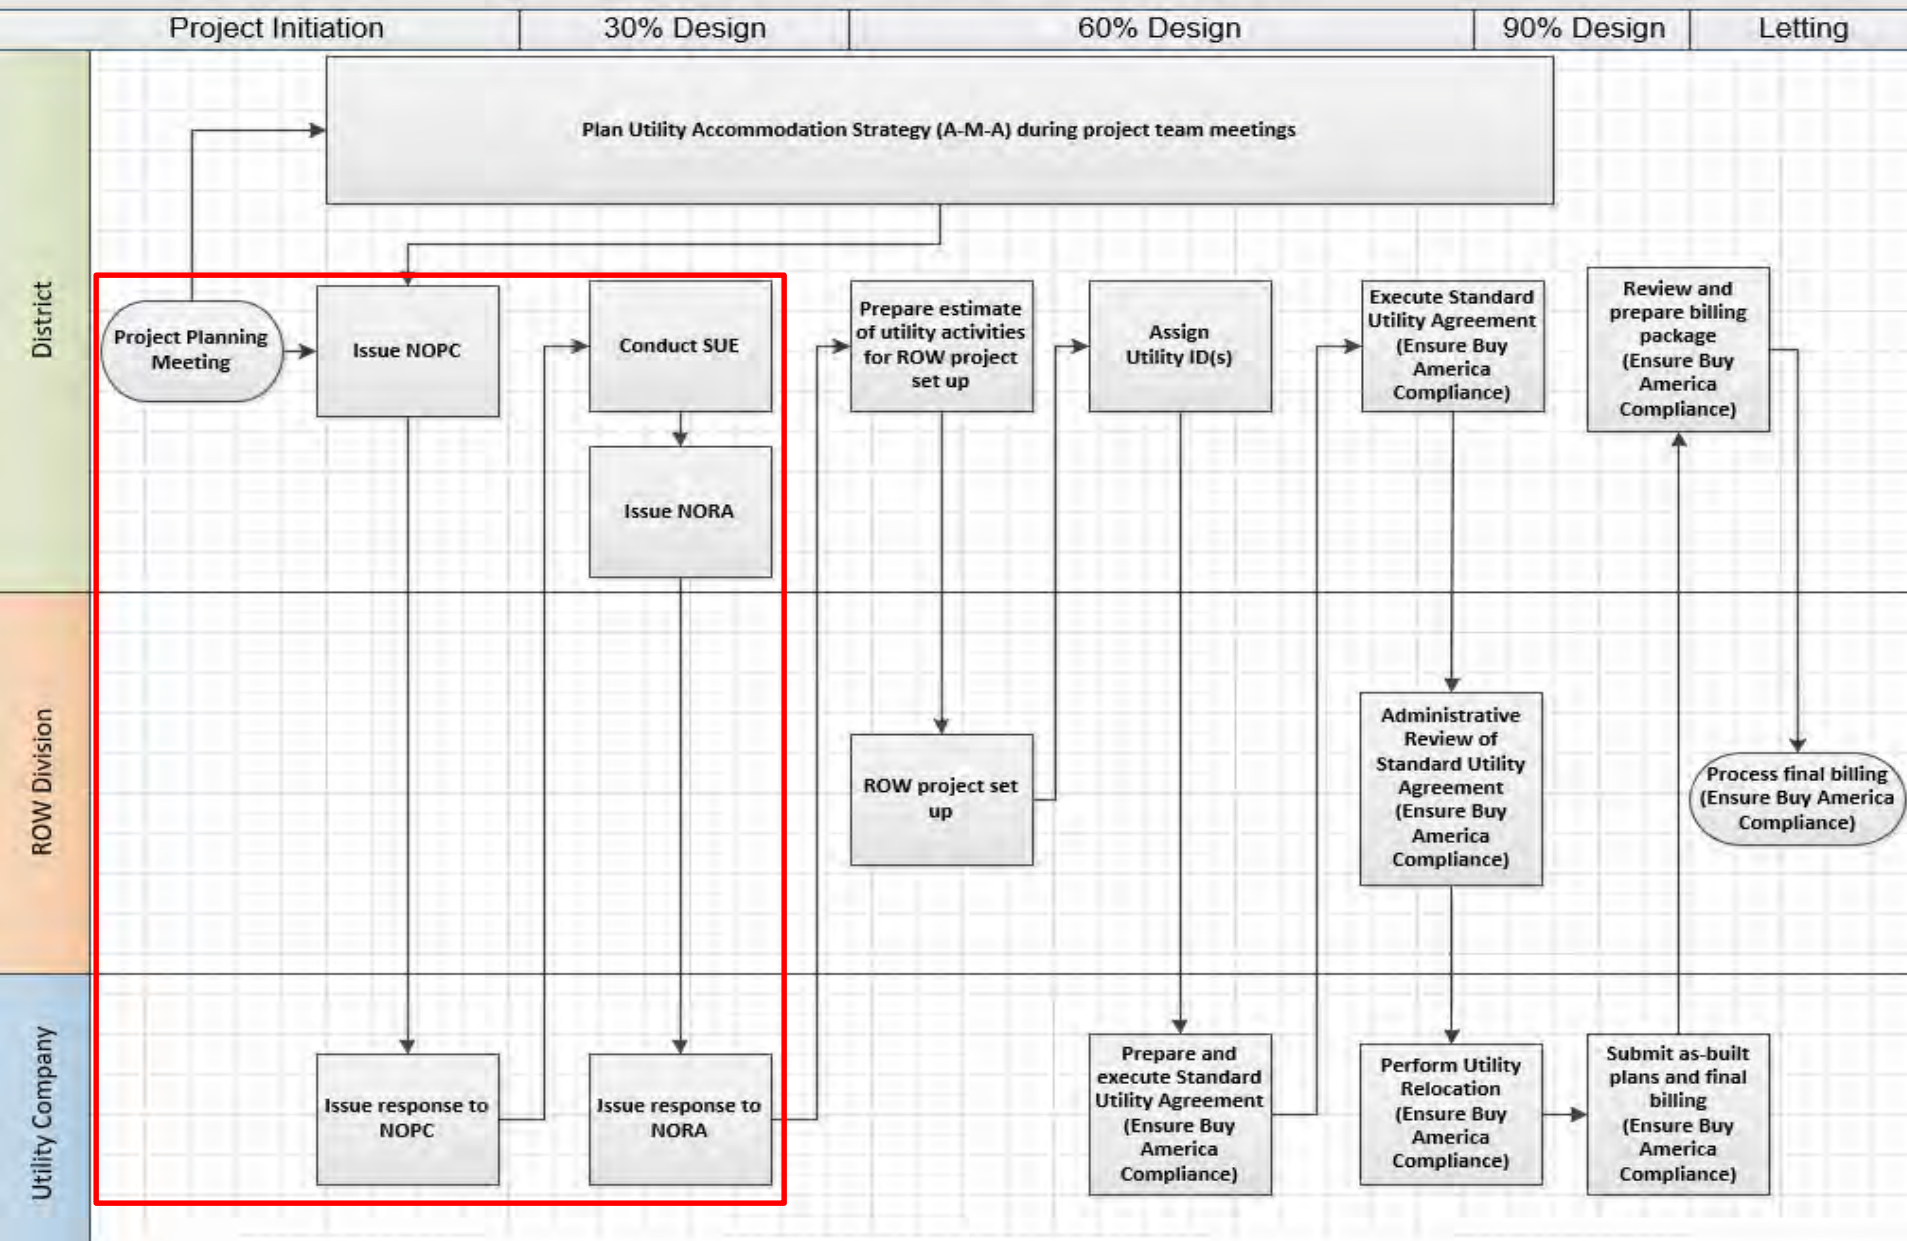 Project Initiation
30% Design
60% Design
90% Design
Letting
District
Plan Utility Accommodation Strategy (A-M-A) during project team meetings
Project Planning
Meeting
Issue NOPC
Conduct SUE
Issue NORA
Prepare estimate
of utility activities
for ROW project
set up
Assign
Utility ID(s)
Execute Standard
Utility Agreement
(Ensure Buy
America
Compliance)
Review and
prepare billing
package
(Ensure Buy
America
Compliance)
ROW Division
ROW project set
up
Administrative
Review of
Standard Utility
Agreement
(Ensure Buy
America
Compliance)
Process final billing
(Ensure Buy America
Compliance)
Utility Company
Issue response to
NOPC
Issue response to
NORA
Prepare and
execute Standard
Utility Agreement
(Ensure Buy
America
Compliance)
Perform Utility
Relocation
(Ensure Buy
America
Compliance)
Submit as-built
plans and final
billing
(Ensure Buy
America
Compliance)